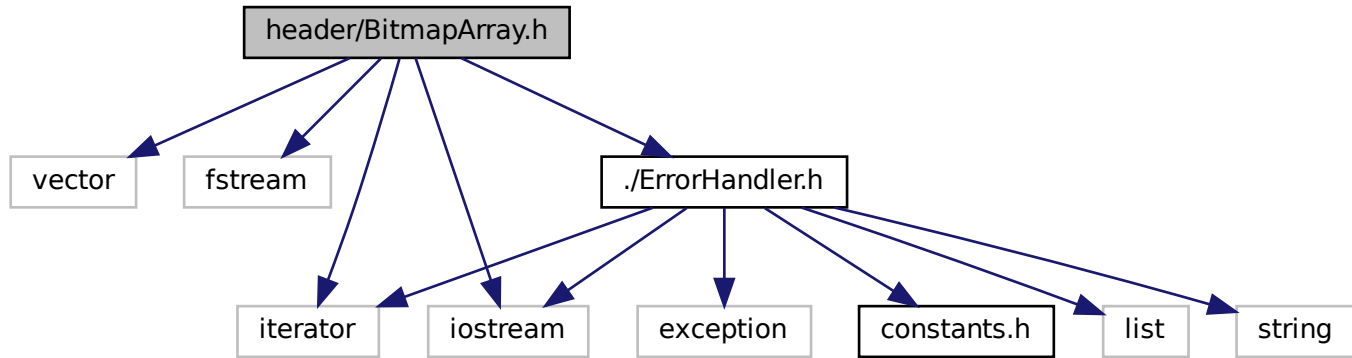 header/BitmapArray.h
vector
fstream
./ErrorHandler.h
iterator
iostream
exception
constants.h
list
string